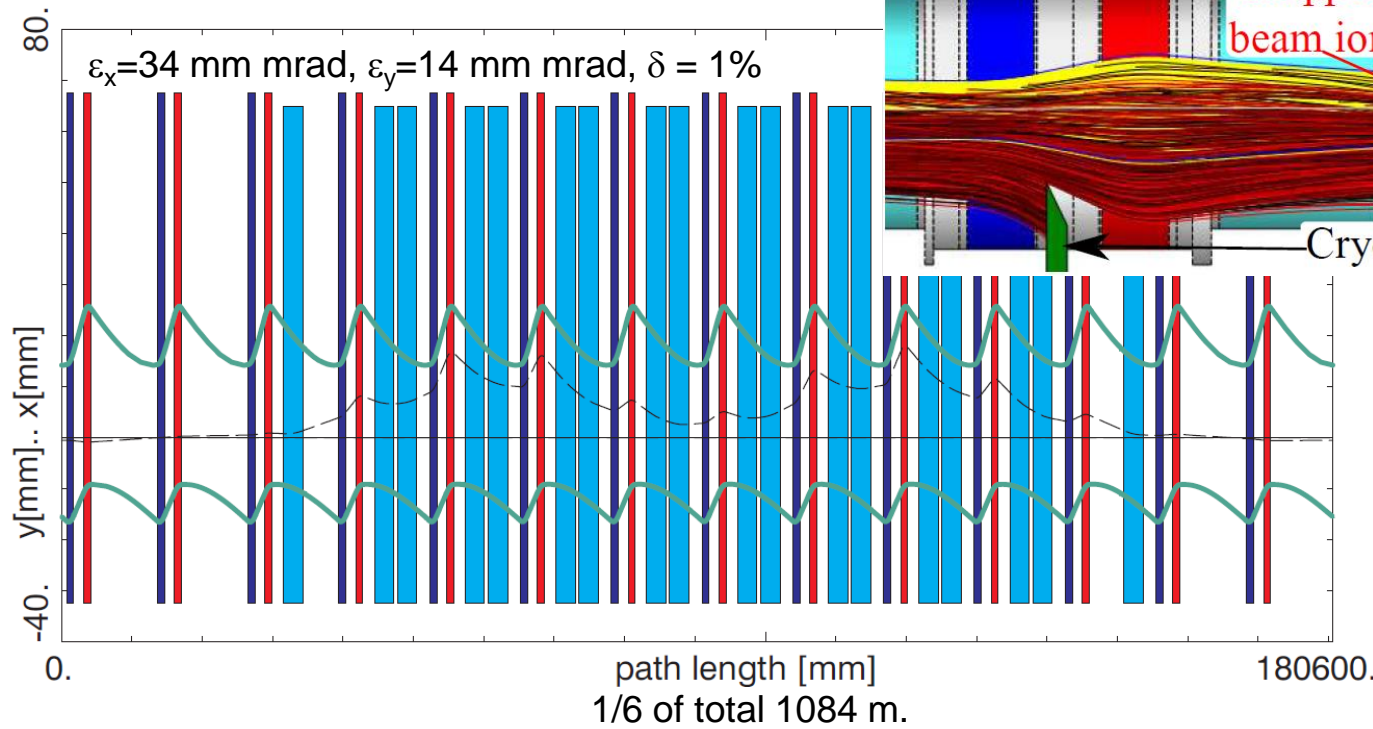 80.
εx=34 mm mrad, εy=14 mm mrad, δ = 1%
beam ion
Cry
y[mm].. x[mm]
-40.
0.
path length [mm]
180600.
1/6 of total 1084 m.